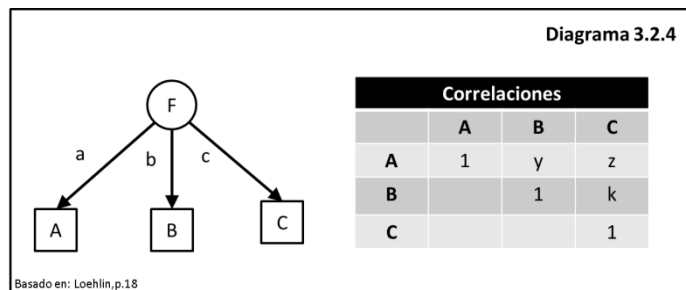 Diagrama 3.2.4
F
a
b
c
A
B
C
Correlaciones
A B C
A 1 y z
B 1 k
C 1
Basado en: Loehlin,p.18